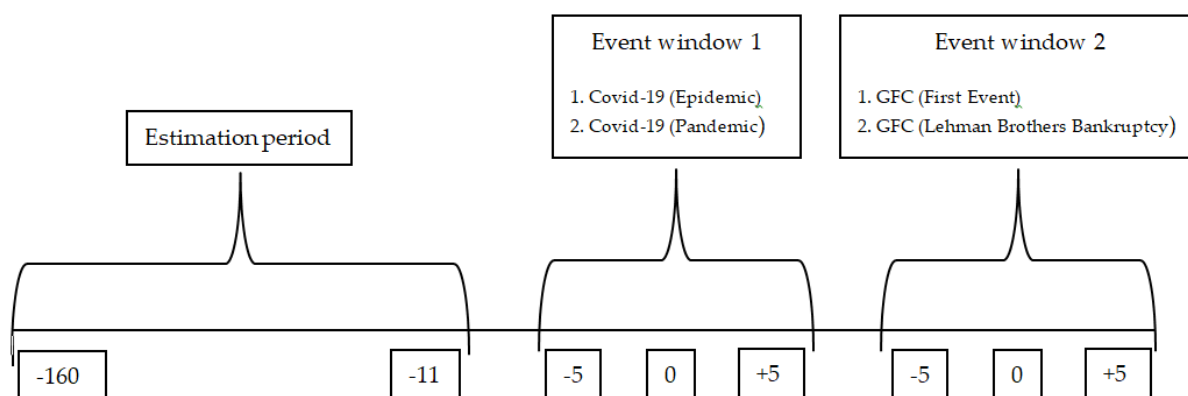 Event window 1
1. Covid-19 (Epidemic)
2. Covid-19 (Pandemic)
Event window 2
1. GFC (First Event)
2. GFC (Lehman Brothers Bankruptcy)
Estimation period
-160
-11
-5
0
+5
-5
0
+5